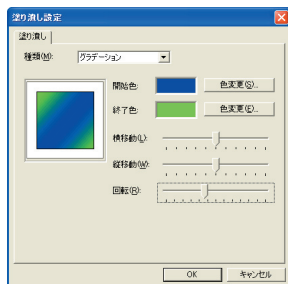 塗り潰し設定
塗り潰し
種類(M): グラデーション
開始色: 色変更(S)...
終了色: 色変更(E)...
横移動(L):
縦移動(W):
回転(R):
OK キャンセル